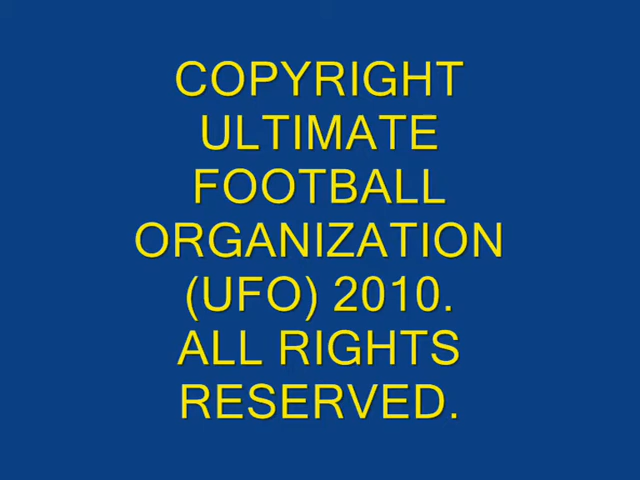 COPYRIGHT
ULTIMATE
FOOTBALL
ORGANIZATION
(UFO) 2010.
ALL RIGHTS
RESERVED.